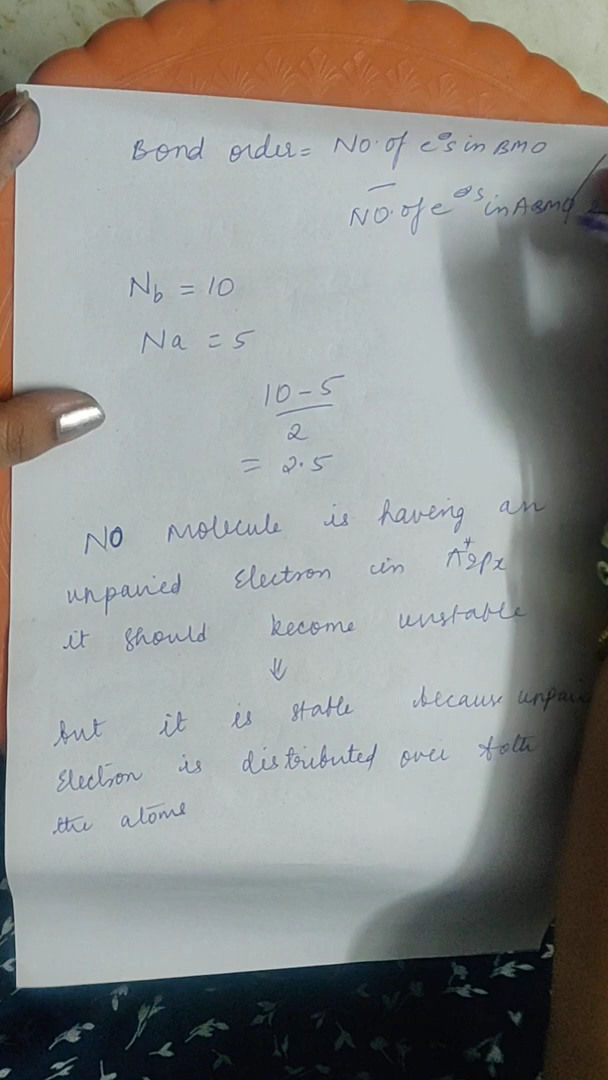 Bond order = NO. of e⊖s in BMO
— NO. of e⊖s in ABMO / 2
Nb = 10
Na = 5
10 - 5
2
= 2.5
NO Molecule is having an
unparied Electron in 2px
it should become unstable
⇓
but it is stable because
Electron is distributed over both
the atoms